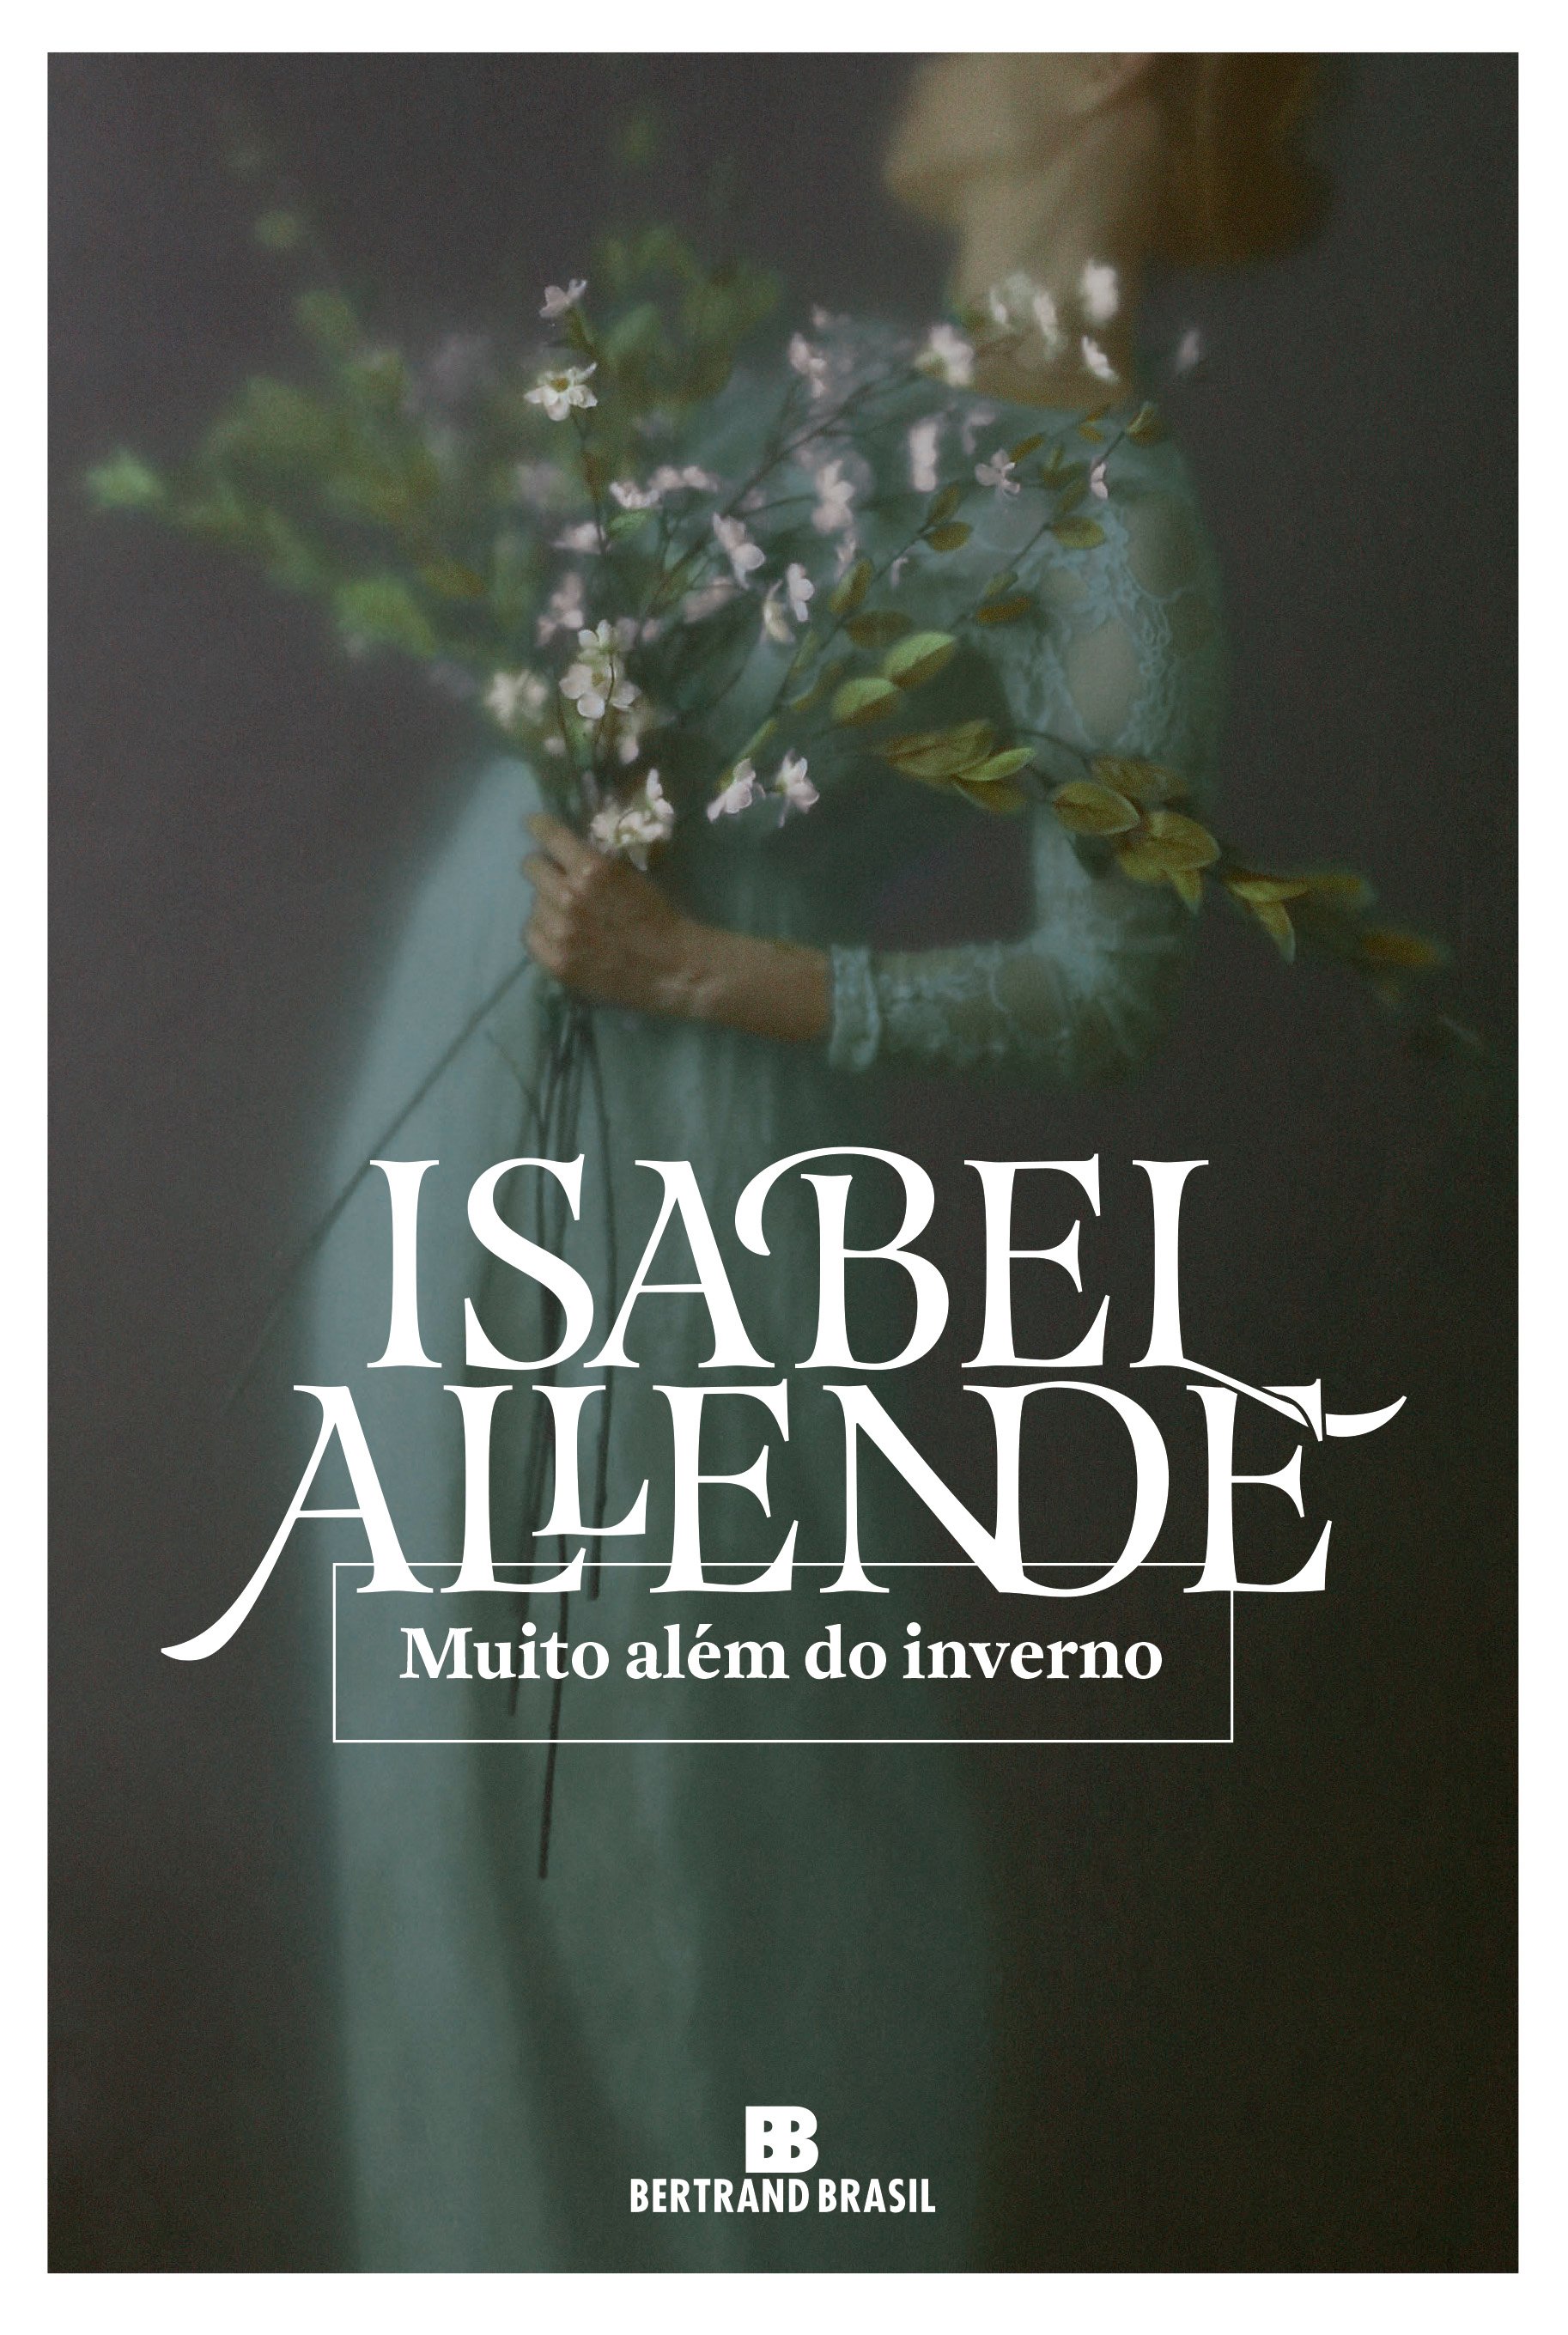 ISABEL
ALLENDE
Muito além do inverno
BB
BERTRAND BRASIL